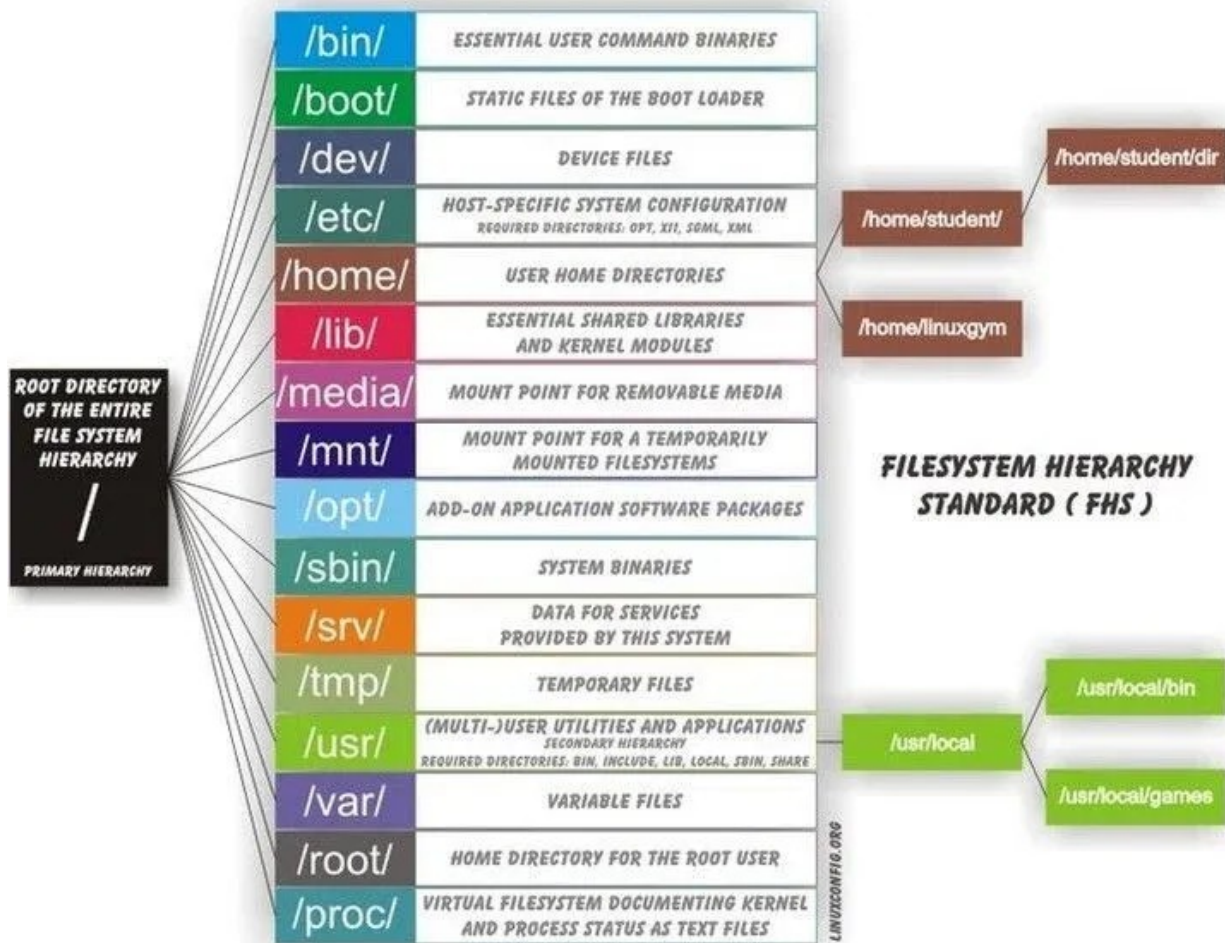 ROOT DIRECTORY
OF THE ENTIRE
FILE SYSTEM
HIERARCHY
/
PRIMARY HIERARCHY
/bin/
ESSENTIAL USER COMMAND BINARIES
/boot/
STATIC FILES OF THE BOOT LOADER
/dev/
DEVICE FILES
/etc/
HOST-SPECIFIC SYSTEM CONFIGURATION
REQUIRED DIRECTORIES: OPT, X11, SGML, XML
/home/
USER HOME DIRECTORIES
/home/student/
/home/student/dir
/home/linuxgym
/lib/
ESSENTIAL SHARED LIBRARIES
AND KERNEL MODULES
/media/
MOUNT POINT FOR REMOVABLE MEDIA
/mnt/
MOUNT POINT FOR A TEMPORARILY
MOUNTED FILESYSTEMS
/opt/
ADD-ON APPLICATION SOFTWARE PACKAGES
/sbin/
SYSTEM BINARIES
/srv/
DATA FOR SERVICES
PROVIDED BY THIS SYSTEM
/tmp/
TEMPORARY FILES
/usr/
(MULTI-)USER UTILITIES AND APPLICATIONS
SECONDARY HIERARCHY
REQUIRED DIRECTORIES: BIN, INCLUDE, LIB, LOCAL, SBIN, SHARE
/usr/local
/usr/local/bin
/usr/local/games
/var/
VARIABLE FILES
/root/
HOME DIRECTORY FOR THE ROOT USER
/proc/
VIRTUAL FILESYSTEM DOCUMENTING KERNEL
AND PROCESS STATUS AS TEXT FILES
FILESYSTEM HIERARCHY
STANDARD ( FHS )
LINUXCONFIG.ORG